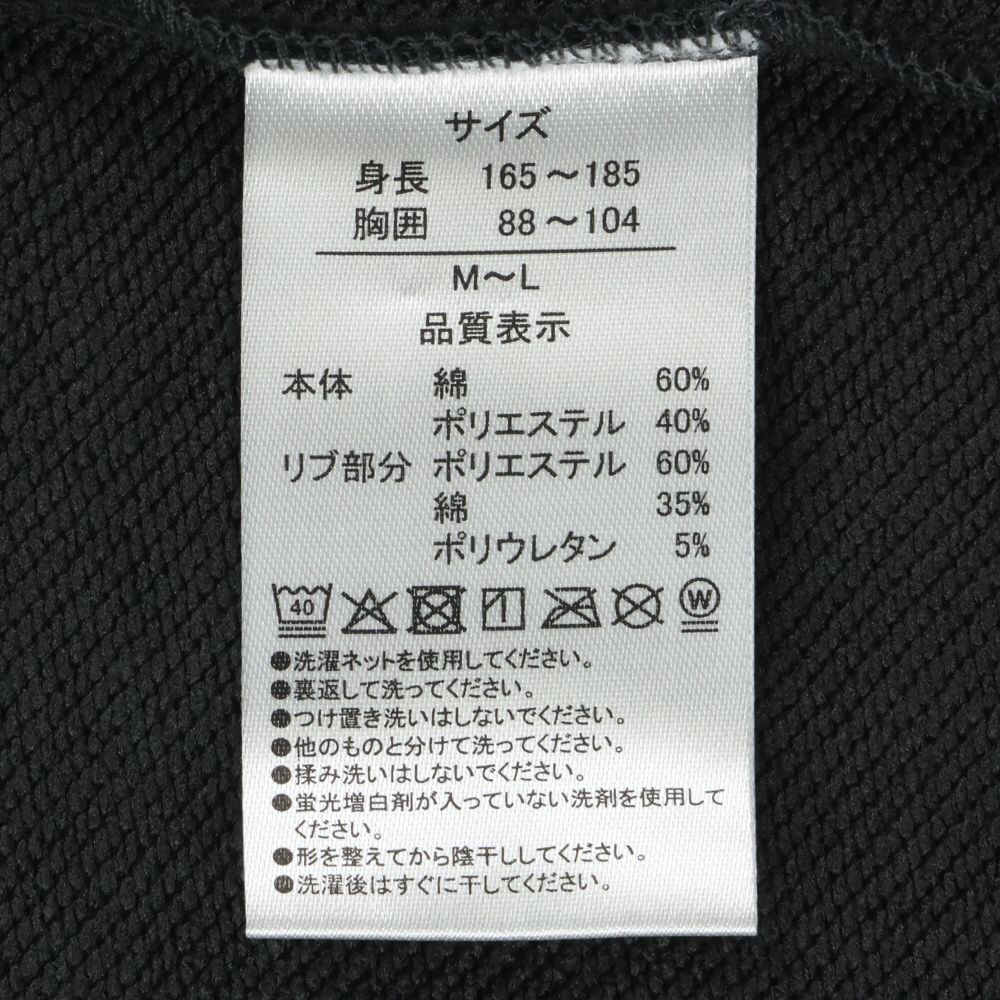 サイズ
身長 165～185
胸囲 88～104
M～L
品質表示
本体 綿 60%
ポリエステル 40%
リブ部分 ポリエステル 60%
綿 35%
ポリウレタン 5%
40 W
●洗濯ネットを使用してください。
●裏返して洗ってください。
●つけ置き洗いはしないでください。
●他のものと分けて洗ってください。
●揉み洗いはしないでください。
●蛍光増白剤が入っていない洗剤を使用して
ください。
●形を整えてから陰干ししてください。
●洗濯後はすぐに干してください。